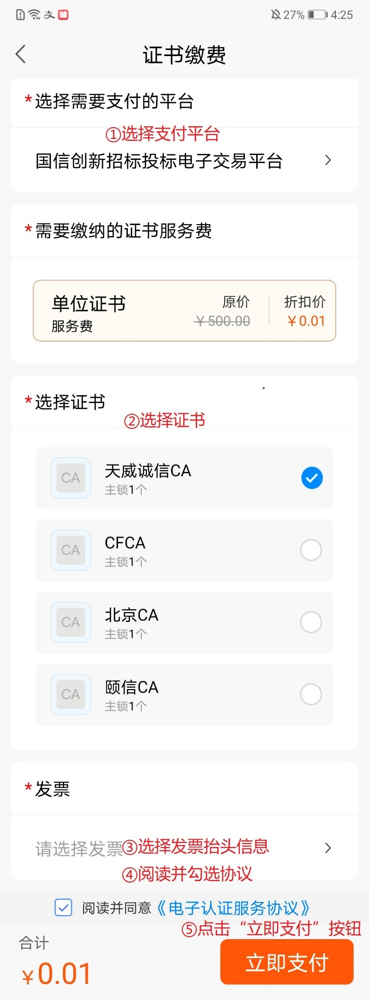 27% 4:25
证书缴费
*选择需要支付的平台
①选择支付平台
国信创新招标投标电子交易平台
*需要缴纳的证书服务费
单位证书 原价 折扣价
服务费 ¥500.00 ¥0.01
*选择证书
②选择证书
CA 天威诚信CA
主锁1个
CA CFCA
主锁1个
CA 北京CA
主锁1个
CA 颐信CA
主锁1个
*发票
请选择发票③选择发票抬头信息
④阅读并勾选协议
阅读并同意《电子认证服务协议》
⑤点击“立即支付”按钮
合计
¥0.01 立即支付